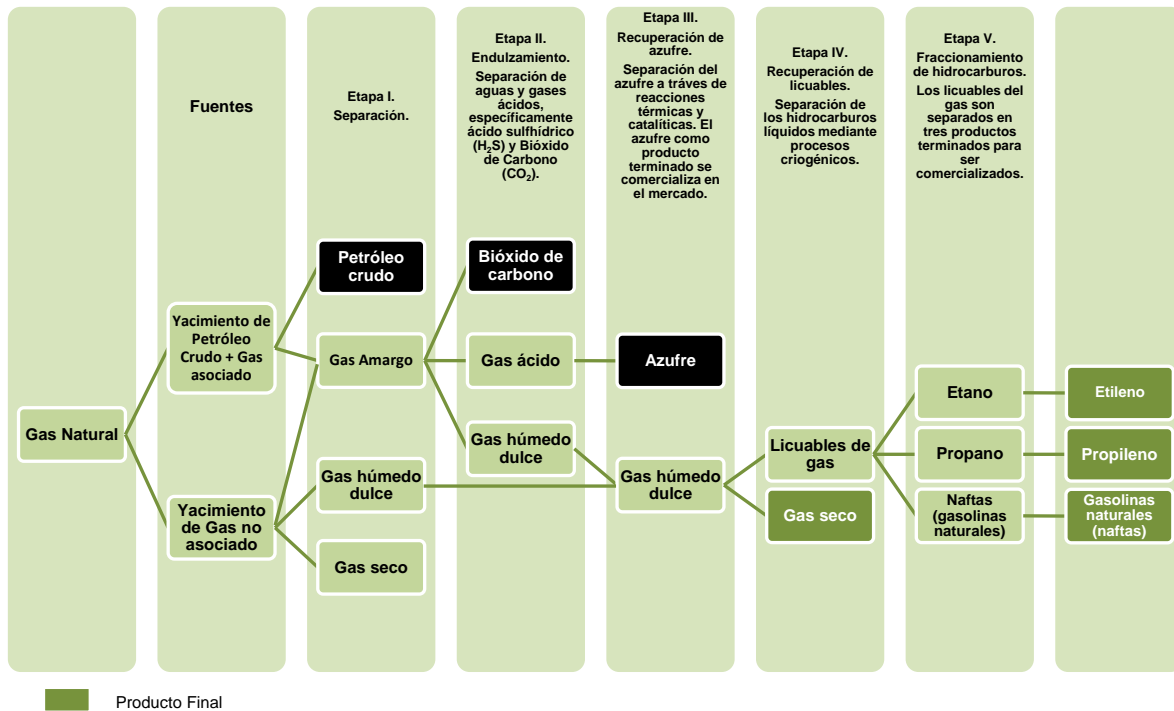 Fuentes
Etapa I.
Separación.
Etapa II.
Endulzamiento.
Separación de
aguas y gases
ácidos,
específicamente
ácido sulfhídrico
(H₂S) y Bióxido
de Carbono
(CO₂).
Etapa III.
Recuperación de
azufre.
Separación del
azufre a tráves de
reacciones
térmicas y
catalíticas. El
azufre como
producto
terminado se
comercializa en
el mercado.
Etapa IV.
Recuperación de
licuables.
Separación de
los hidrocarburos
líquidos mediante
procesos
criogénicos.
Etapa V.
Fraccionamiento
de hidrocarburos.
Los licuables del
gas son
separados en
tres productos
terminados para
ser
comercializados.
Gas Natural
Yacimiento de
Petróleo
Crudo + Gas
asociado
Yacimiento
de Gas no
asociado
Petróleo
crudo
Gas Amargo
Gas húmedo
dulce
Gas seco
Bióxido de
carbono
Gas ácido
Gas húmedo
dulce
Azufre
Gas húmedo
dulce
Licuables de
gas
Gas seco
Etano
Propano
Naftas
(gasolinas
naturales)
Etileno
Propileno
Gasolinas
naturales
(naftas)
Producto Final